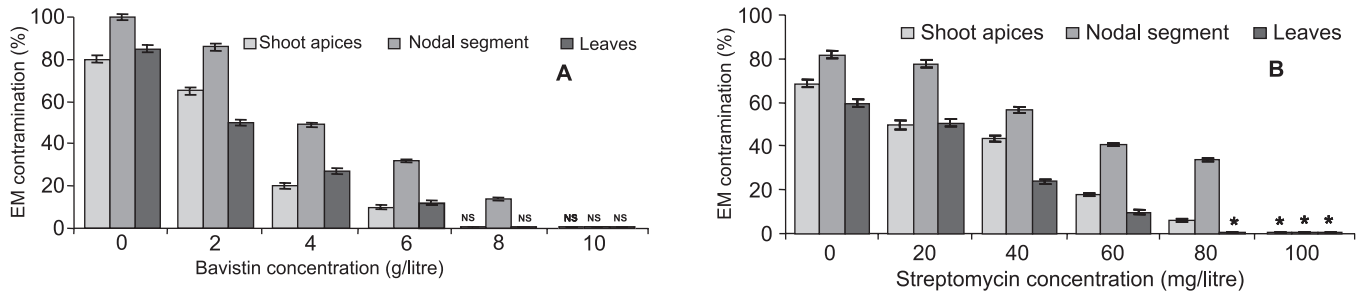 EM contramination (%)
100
80
60
40
20
0
Shoot apices Nodal segment Leaves
A
NS NS NS NS NS
0 2 4 6 8 10
Bavistin concentration (g/litre)
EM contramination (%)
100
80
60
40
20
0
Shoot apices Nodal segment Leaves
B
* * * *
0 20 40 60 80 100
Streptomycin concentration (mg/litre)